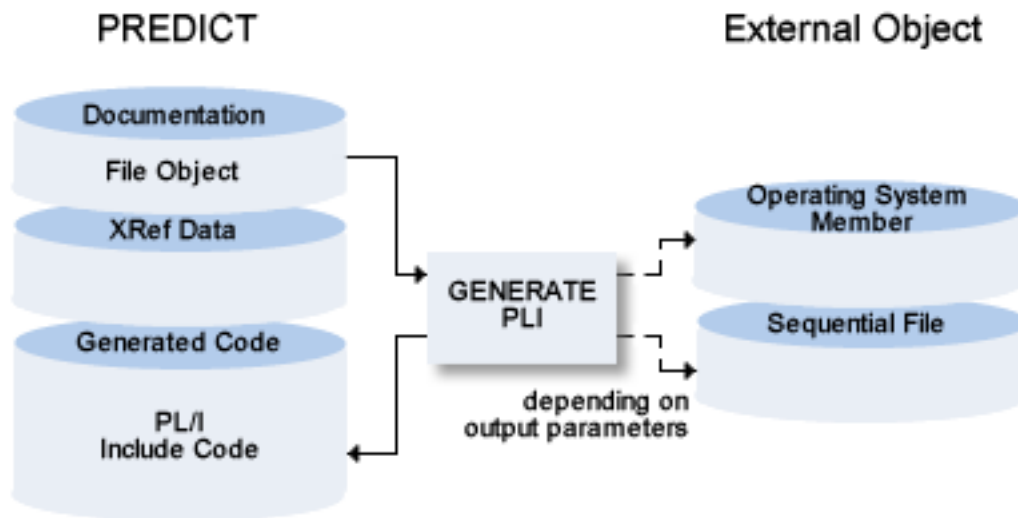 PREDICT
External Object
Documentation
File Object
XRef Data
Generated Code
PL/I
Include Code
GENERATE
PLI
depending on
output parameters
Operating System
Member
Sequential File